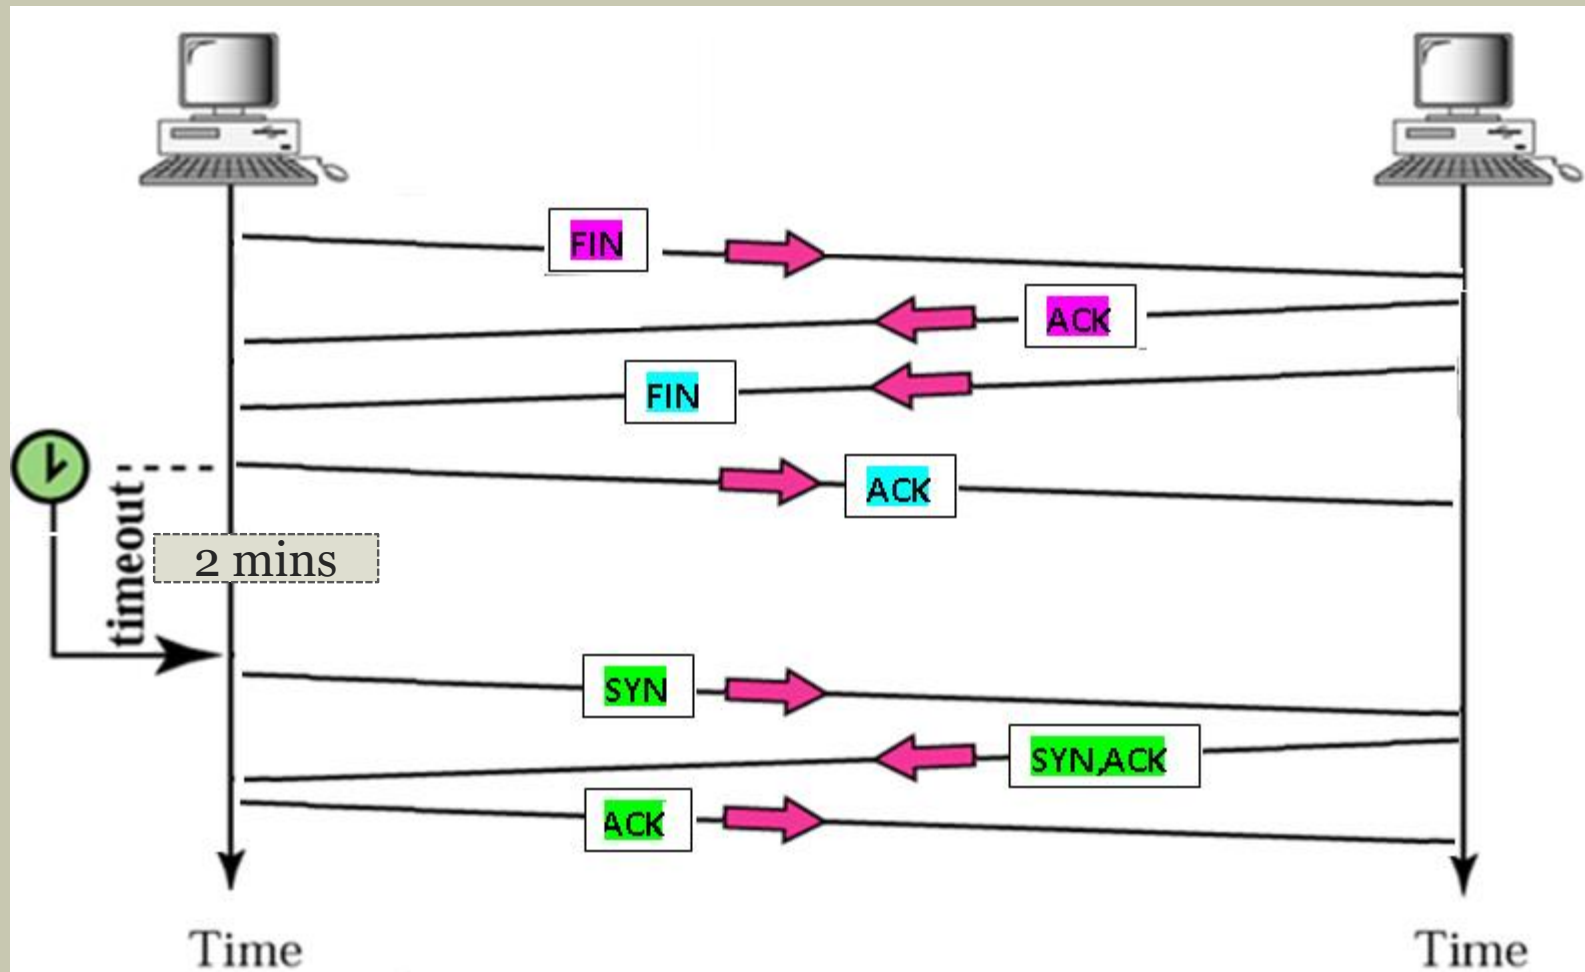 FIN
ACK
FIN
ACK
timeout
2 mins
SYN
SYN,ACK
ACK
Time
Time